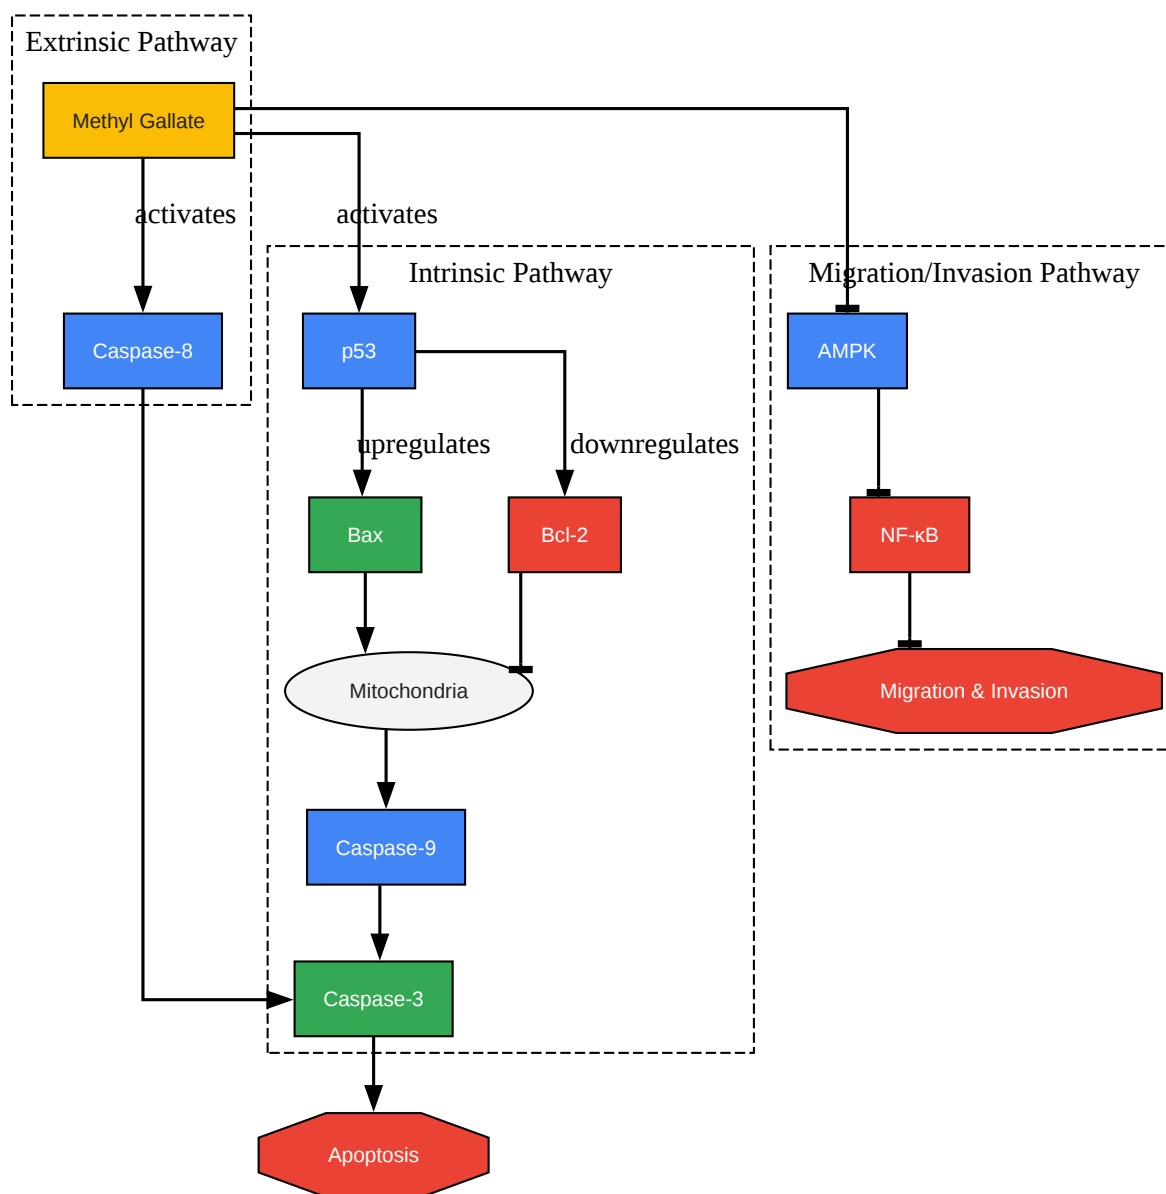 Extrinsic Pathway
Methyl Gallate
activates
activates
Intrinsic Pathway
Migration/Invasion Pathway
Caspase-8
p53
AMPK
upregulates
downregulates
Bax
Bcl-2
NF-κB
Mitochondria
Migration & Invasion
Caspase-9
Caspase-3
Apoptosis